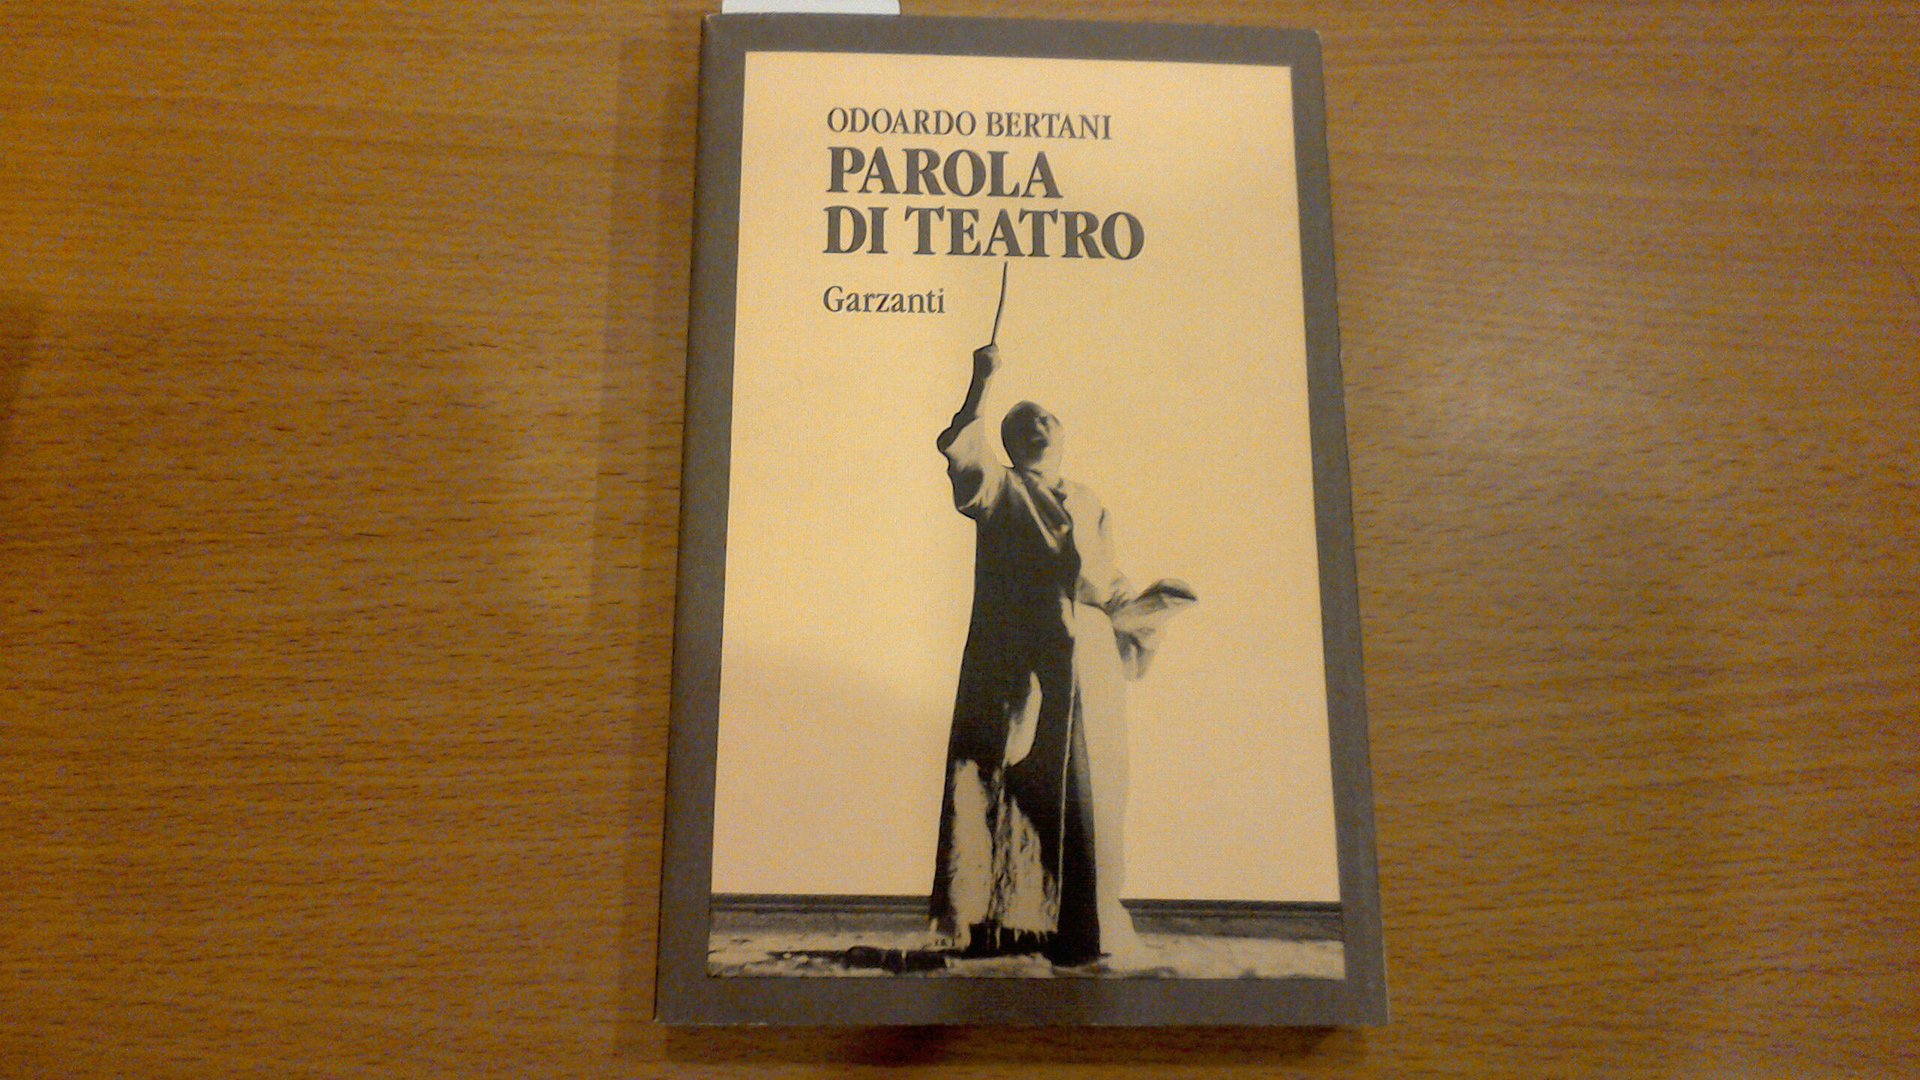 ODOARDO BERTANI
PAROLA
DI TEATRO
Garzanti